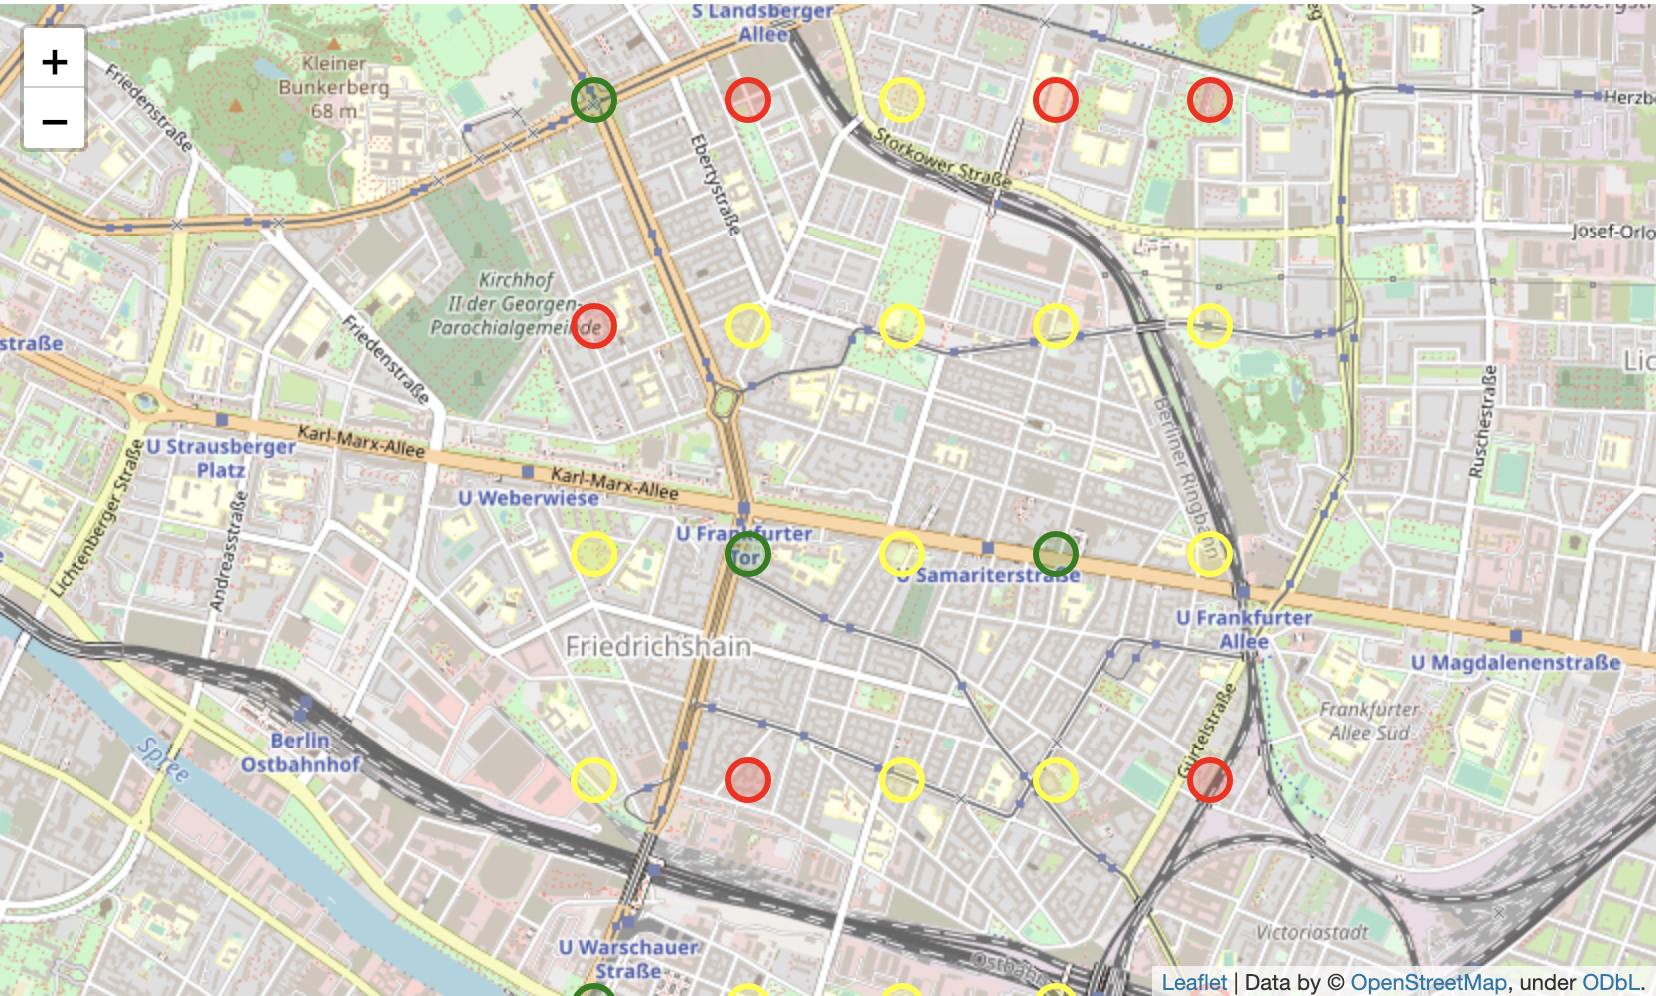 S Landsberger
Allee
+
−
Kleiner
Bunkerberg
68 m
Friedenstraße
Ebertystraße
Storkower Straße
Herzb
Josef-Orlo
Kirchhof
II der Georgen-
Parochialgemeinde
straße
Friedenstraße
Lic
Ruschestraße
Berliner Ringbahn
Karl-Marx-Allee
U Strausberger
Platz
Karl-Marx-Allee
U Weberwiese
Lichtenberger Straße
Andreasstraße
U Frankfurter
Tor
U Samariterstraße
U Frankfurter
Allee
U Magdalenenstraße
Friedrichshain
Gürtelstraße
Frankfurter
Allee Süd
Berlin
Ostbahnhof
Spree
U Warschauer
Straße
Victoriastadt
Ostbahn
Leaflet | Data by © OpenStreetMap, under ODbL.